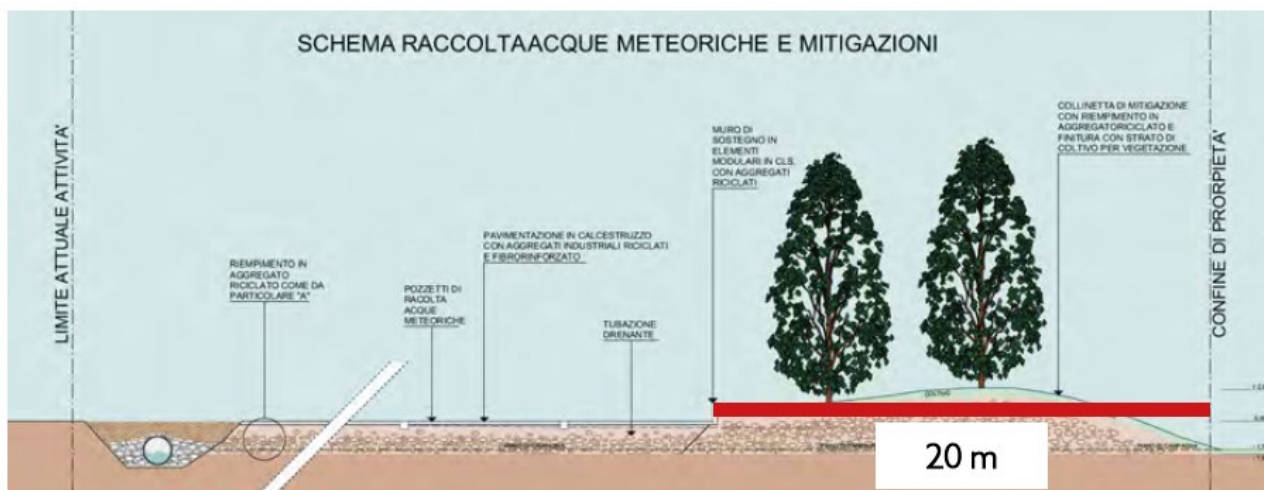 SCHEMA RACCOLTAACQUE METEORICHE E MITIGAZIONI
LIMITE ATTUALE ATTIVITA'
RIEMPIMENTO IN
AGGREGATO
RICICLATO COME DA
PARTICOLARE "A"
POZZETTI DI
RACOLTA
ACQUE
METEORICHE
PAVIMENTAZIONE IN CALCESTRUZZO
CON AGGREGATI INDUSTRIALI RICICLATI
E FIBRORINFORZATO
TUBAZIONE
DRENANTE
MURO DI
SOSTEGNO IN
ELEMENTI
MODULARI IN CLS.
CON AGGREGATI
RICICLATI
COLLINETTA DI MITIGAZIONE
CON RIEMPIMENTO IN
AGGREGATORICICLATO E
FINITURA CON STRATO DI
COLTIVO PER VEGETAZIONE
CONFINE DI PRORPIETA'
20 m